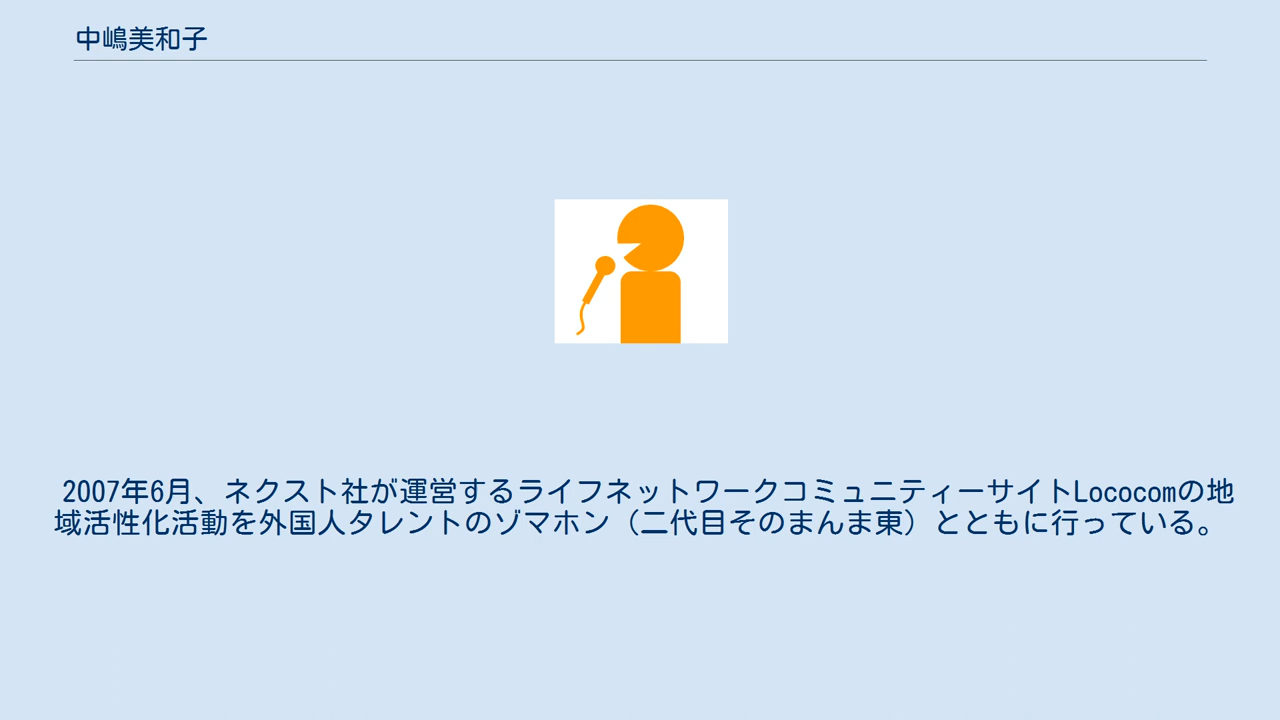 中嶋美和子
2007年6月、ネクスト社が運営するライフネットワークコミュニティーサイトLococomの地
域活性化活動を外国人タレントのゾマホン（二代目そのまんま東）とともに行っている。